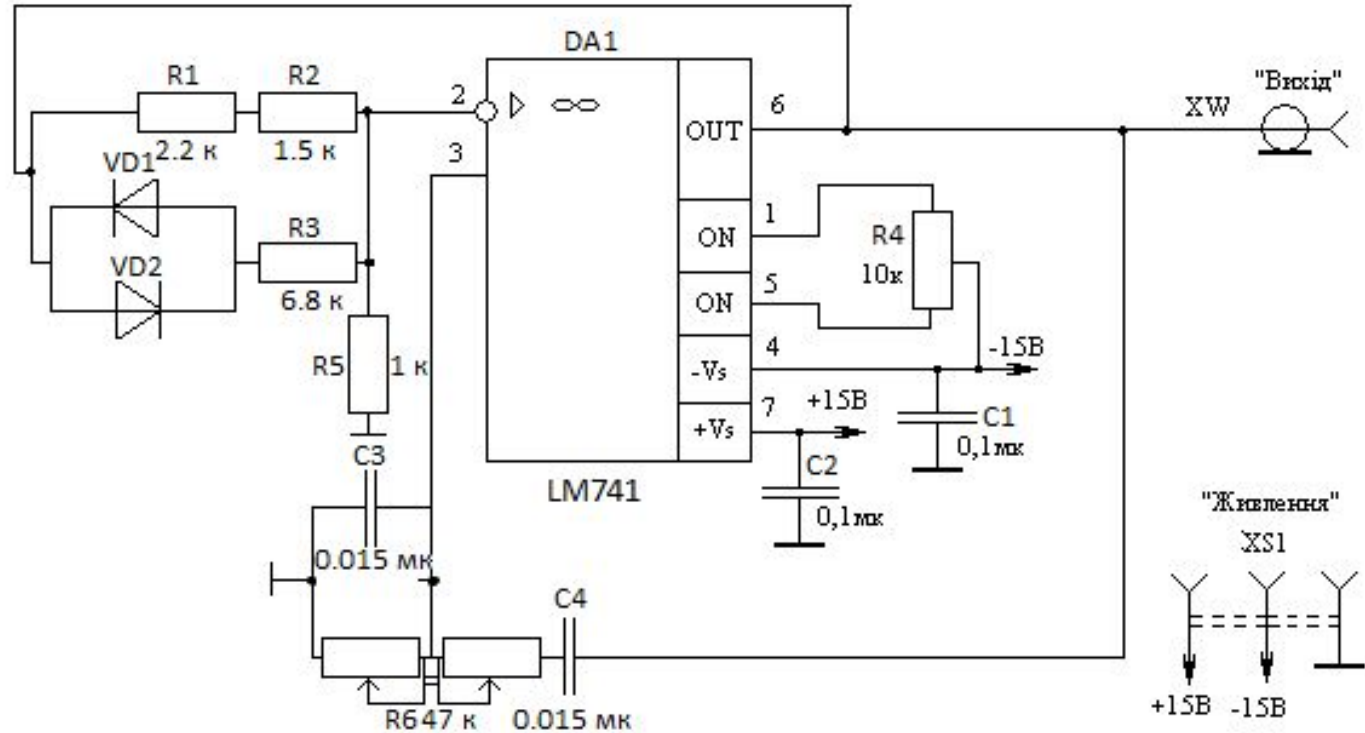 DA1
R1
R2
2
6
"Вихід"
XW
OUT
2.2 к
1.5 к
3
VD1
1
R3
ON
R4
10к
VD2
5
6.8 к
ON
4
-15В
R5
1 к
-Vs
7
+15В
C1
+Vs
0,1мк
C3
C2
LM741
0,1мк
"Живлення"
XS1
0.015 мк
C4
R6 47 к
0.015 мк
+15В
-15В